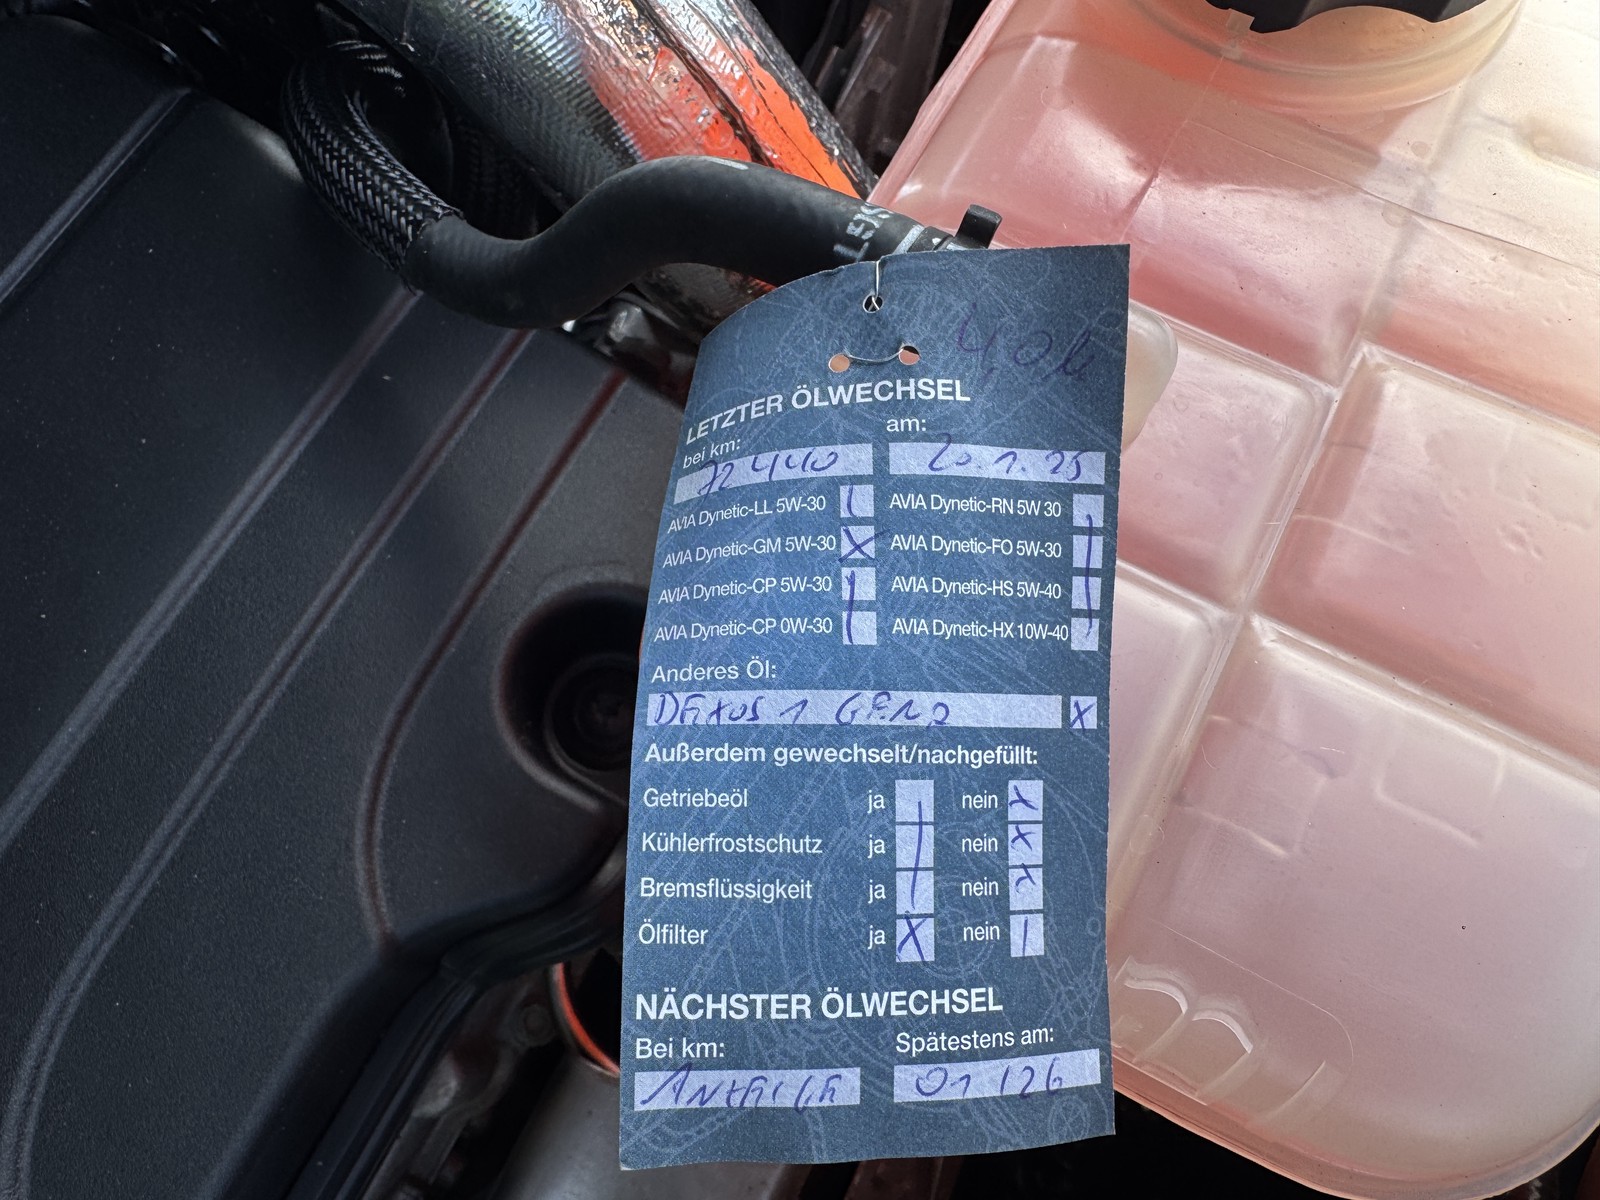 4,0L
LETZTER ÖLWECHSEL
bei km: am:
72 440 20.1.25
AVIA Dynetic-LL 5W-30 AVIA Dynetic-RN 5W 30
AVIA Dynetic-GM 5W-30 X AVIA Dynetic-FO 5W-30
AVIA Dynetic-CP 5W-30 AVIA Dynetic-HS 5W-40
AVIA Dynetic-CP 0W-30 AVIA Dynetic-HX 10W-40
Anderes Öl:
DEXOS 1 GEN2 X
Außerdem gewechselt/nachgefüllt:
Getriebeöl ja nein X
Kühlerfrostschutz ja nein X
Bremsflüssigkeit ja nein X
Ölfilter ja X nein
NÄCHSTER ÖLWECHSEL
Bei km: Spätestens am:
ANZEIGE 01/26